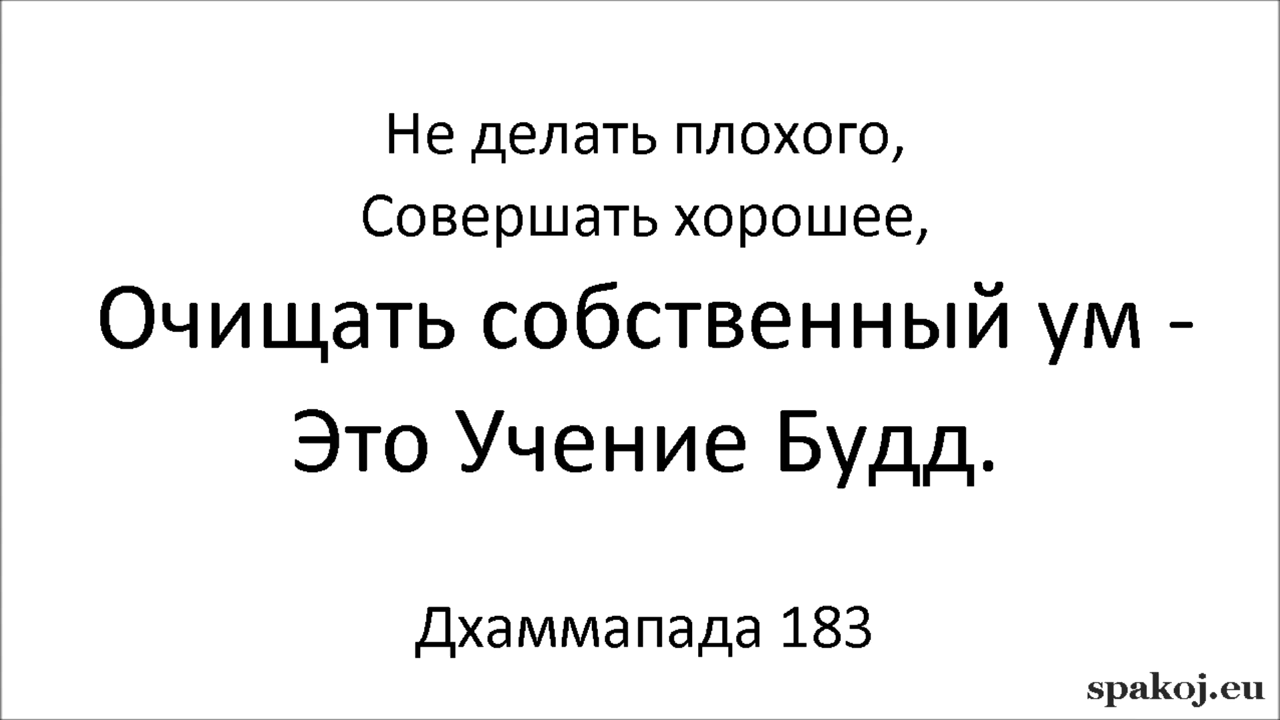 Не делать плохого,
Совершать хорошее,
Очищать собственный ум -
Это Учение Будд.
Дхаммапада 183
spakoj.eu